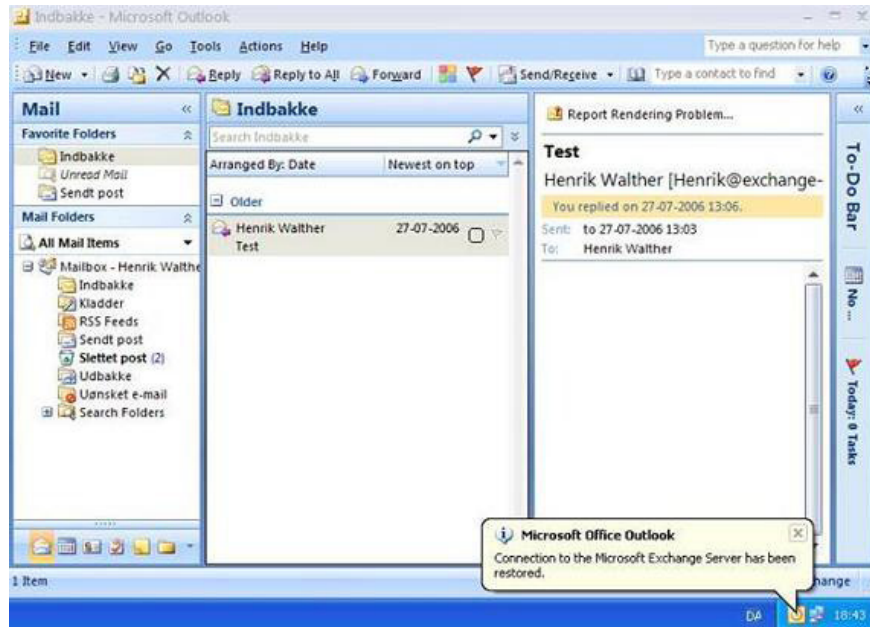 Indbakke - Microsoft Outlook
File Edit View Go Tools Actions Help
Type a question for help
New Reply Reply to All Forward Send/Receive Type a contact to find
Mail
Favorite Folders
Indbakke
Unread Mail
Sendt post
Mail Folders
All Mail Items
Mailbox - Henrik Walthe
Indbakke
Kladder
RSS Feeds
Sendt post
Slettet post (2)
Udbakke
Uønsket e-mail
Search Folders
Indbakke
Search Indbakke
Arranged By: Date Newest on top
Older
Henrik Walther 27-07-2006
Test
Report Rendering Problem...
Test
Henrik Walther [Henrik@exchange-
You replied on 27-07-2006 13:06.
Sent: to 27-07-2006 13:03
To: Henrik Walther
To-Do Bar
No ...
Today: 0 Tasks
Microsoft Office Outlook
Connection to the Microsoft Exchange Server has been
restored.
1 Item
hange
DA 18:43